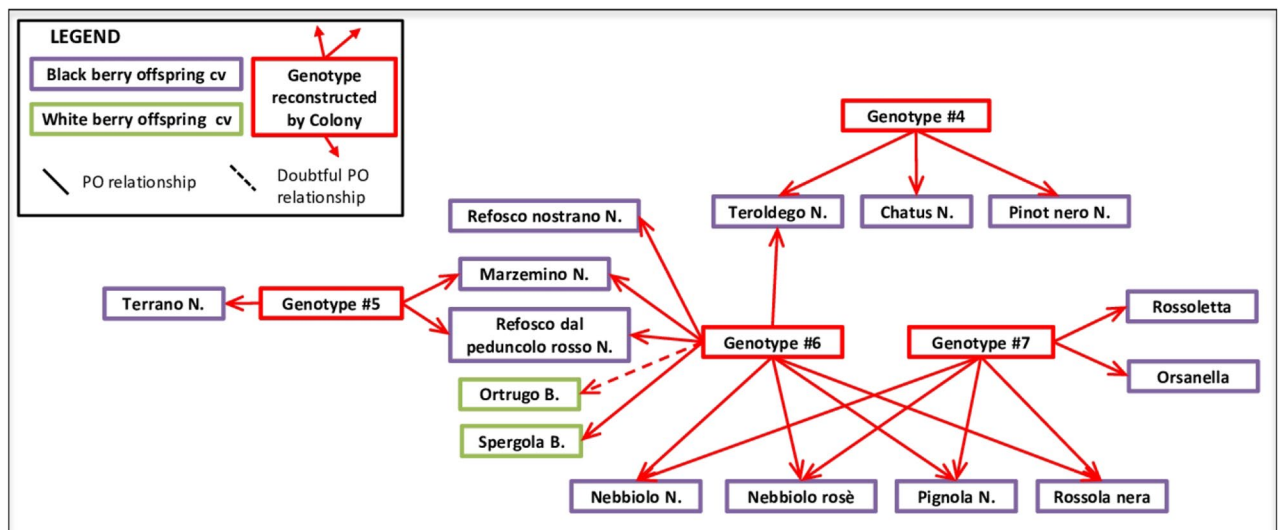 LEGEND
Black berry offspring cv
White berry offspring cv
Genotype
reconstructed
by Colony
PO relationship
Doubtful PO
relationship
Genotype #4
Teroldego N.
Chatus N.
Pinot nero N.
Refosco nostrano N.
Marzemino N.
Terrano N.
Genotype #5
Refosco dal
peduncolo rosso N.
Genotype #6
Genotype #7
Rossoletta
Orsanella
Ortrugo B.
Spergola B.
Nebbiolo N.
Nebbiolo rosè
Pignola N.
Rossola nera